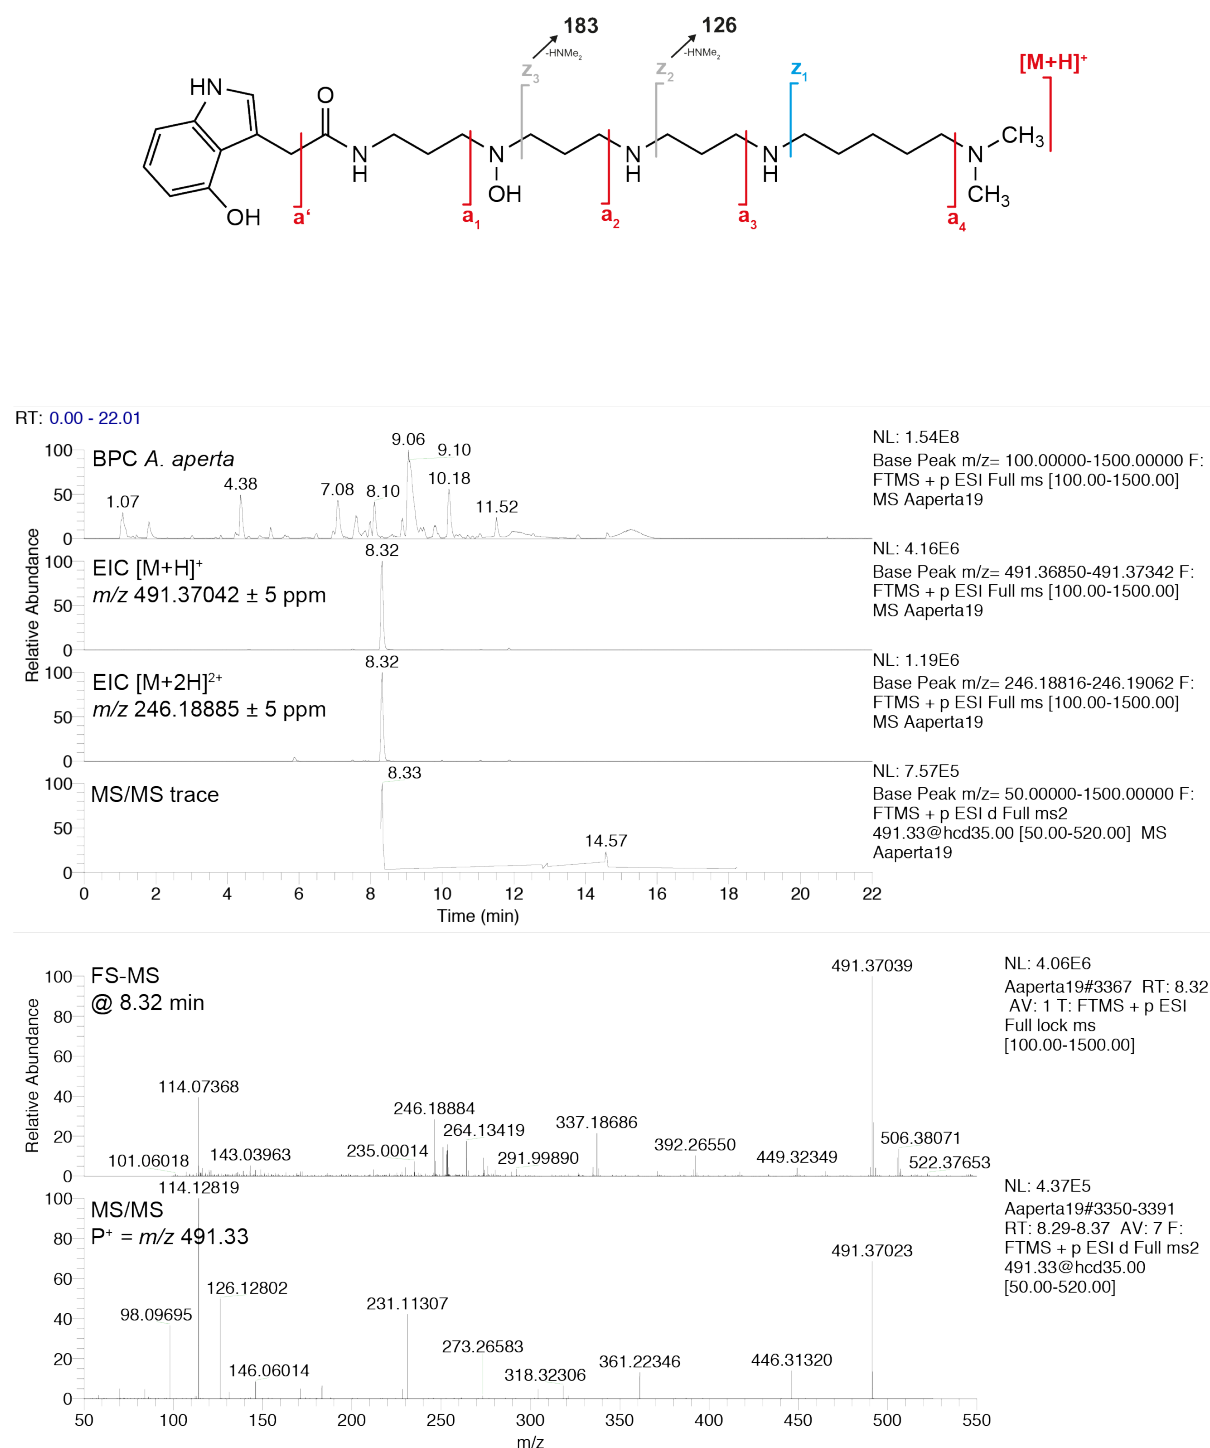 183
126
-HNMe2
-HNMe2
z3
z2
z1
[M+H]+
HN
O
N
H
N
OH
N
H
N
H
N
CH3
CH3
OH
a‘
a1
a2
a3
a4
RT: 0.00 - 22.01
Relative Abundance
100
50
0
BPC A. aperta
1.07
4.38
7.08
8.10
9.06
9.10
10.18
11.52
NL: 1.54E8
Base Peak m/z= 100.00000-1500.00000 F:
FTMS + p ESI Full ms [100.00-1500.00]
MS Aaperta19
100
50
0
EIC [M+H]+
m/z 491.37042 ± 5 ppm
8.32
NL: 4.16E6
Base Peak m/z= 491.36850-491.37342 F:
FTMS + p ESI Full ms [100.00-1500.00]
MS Aaperta19
100
50
0
EIC [M+2H]2+
m/z 246.18885 ± 5 ppm
8.32
NL: 1.19E6
Base Peak m/z= 246.18816-246.19062 F:
FTMS + p ESI Full ms [100.00-1500.00]
MS Aaperta19
100
50
0
MS/MS trace
8.33
14.57
NL: 7.57E5
Base Peak m/z= 50.00000-1500.00000 F:
FTMS + p ESI d Full ms2
491.33@hcd35.00 [50.00-520.00] MS
Aaperta19
0 2 4 6 8 10 12 14 16 18 20 22
Time (min)
Relative Abundance
100
80
60
40
20
0
FS-MS
@ 8.32 min
491.37039
114.07368
246.18884
264.13419
337.18686
235.00014
143.03963
101.06018
291.99890
392.26550
449.32349
506.38071
522.37653
NL: 4.06E6
Aaperta19#3367 RT: 8.32
AV: 1 T: FTMS + p ESI
Full lock ms
[100.00-1500.00]
100
80
60
40
20
0
MS/MS
P+ = m/z 491.33
114.12819
491.37023
126.12802
98.09695
231.11307
273.26583
146.06014
318.32306
361.22346
446.31320
NL: 4.37E5
Aaperta19#3350-3391
RT: 8.29-8.37 AV: 7 F:
FTMS + p ESI d Full ms2
491.33@hcd35.00
[50.00-520.00]
50 100 150 200 250 300 350 400 450 500 550
m/z